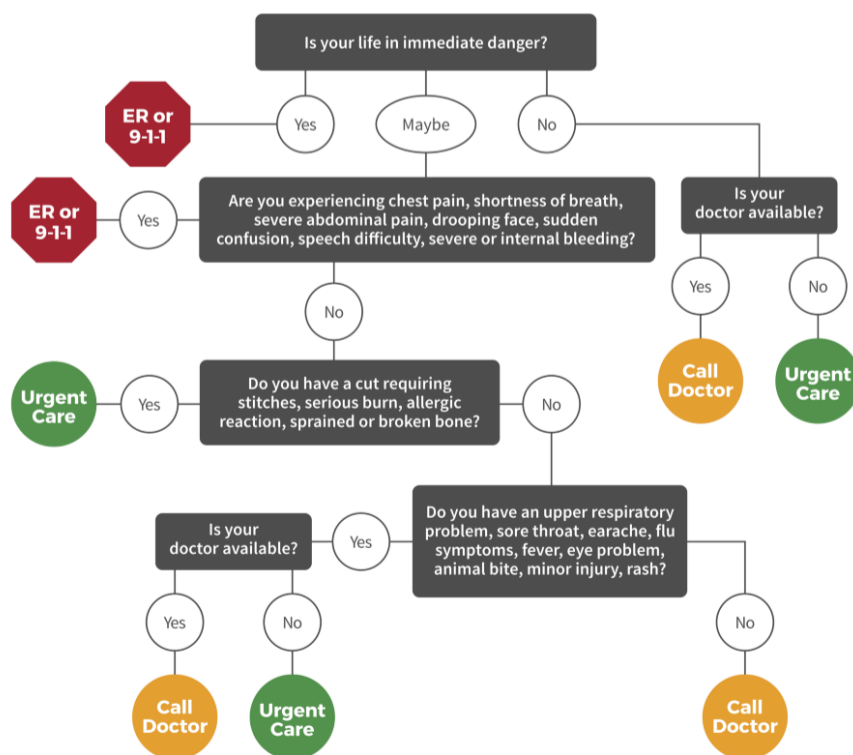 Is your life in immediate danger?
ER or
9-1-1
Yes
Maybe
No
ER or
9-1-1
Yes
Are you experiencing chest pain, shortness of breath,
severe abdominal pain, drooping face, sudden
confusion, speech difficulty, severe or internal bleeding?
Is your
doctor available?
Yes
No
No
Call
Doctor
Urgent
Care
Urgent
Care
Yes
Do you have a cut requiring
stitches, serious burn, allergic
reaction, sprained or broken bone?
No
Is your
doctor available?
Yes
Do you have an upper respiratory
problem, sore throat, earache, flu
symptoms, fever, eye problem,
animal bite, minor injury, rash?
Yes
No
No
Call
Doctor
Urgent
Care
Call
Doctor